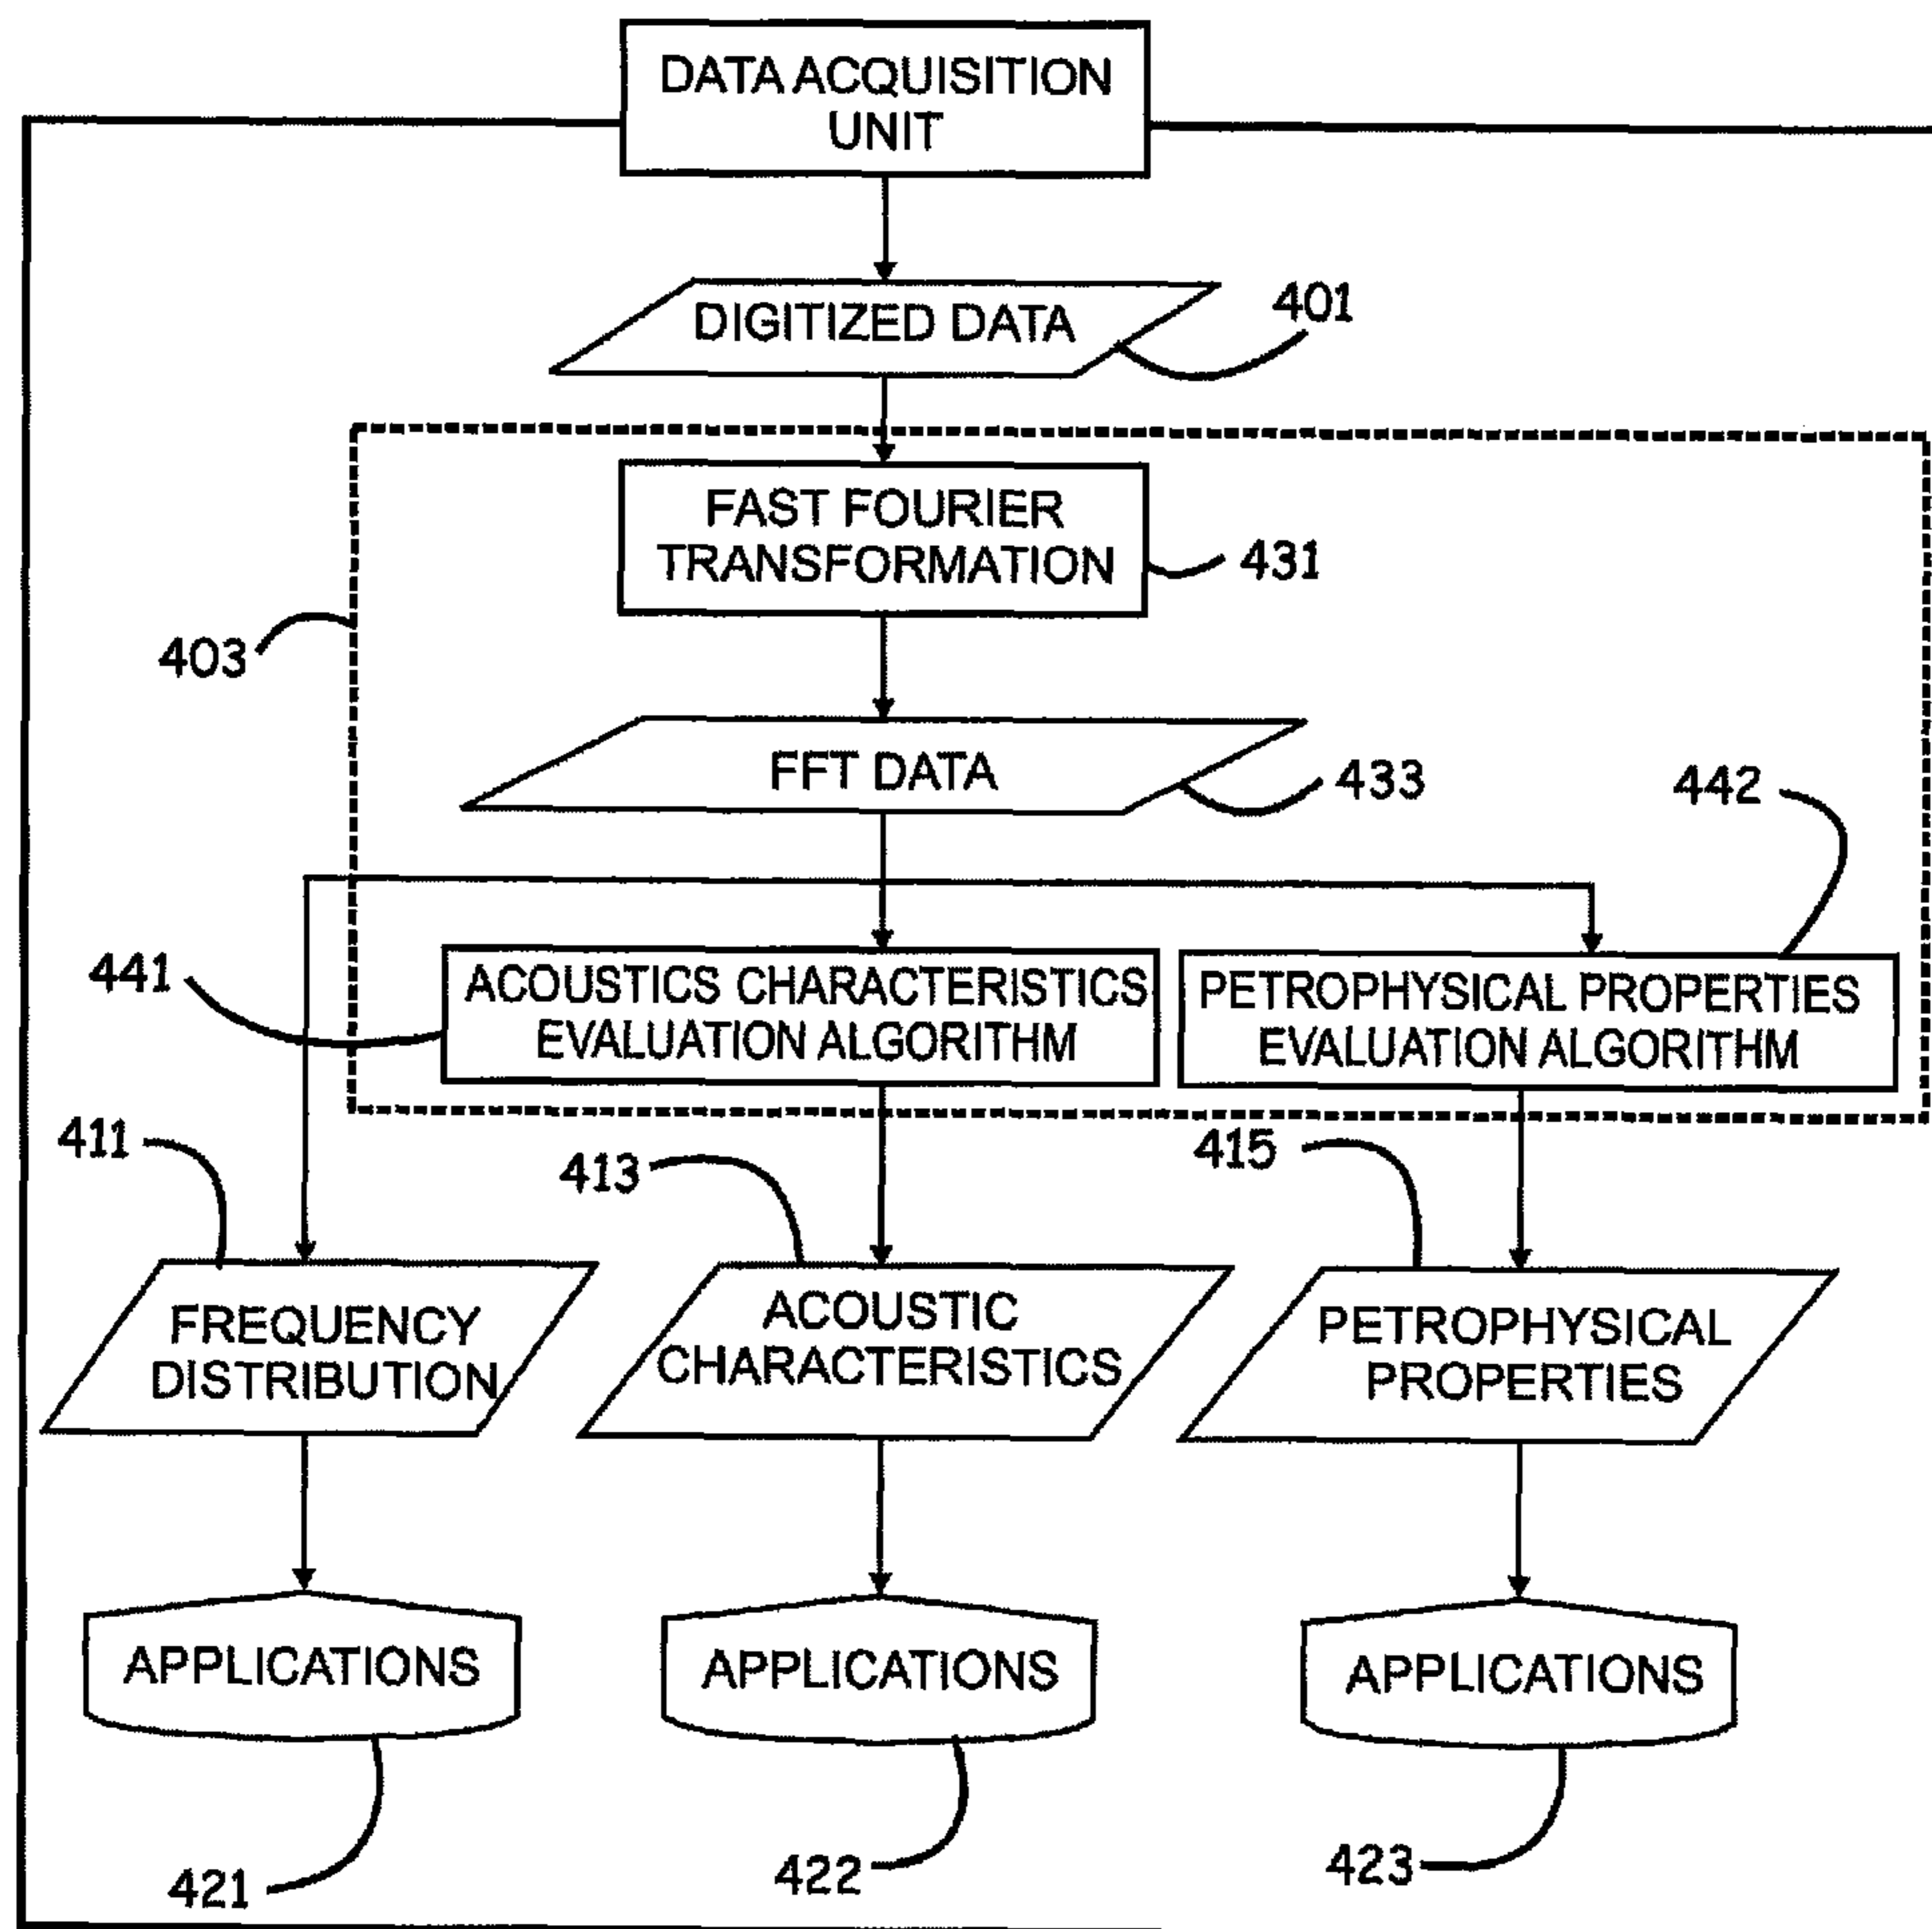 DATA ACQUISITION
UNIT
DIGITIZED DATA
401
FAST FOURIER
TRANSFORMATION
431
403
FFT DATA
433
442
441
ACOUSTICS CHARACTERISTICS
EVALUATION ALGORITHM
PETROPHYSICAL PROPERTIES
EVALUATION ALGORITHM
411
413
415
FREQUENCY
DISTRIBUTION
ACOUSTIC
CHARACTERISTICS
PETROPHYSICAL
PROPERTIES
APPLICATIONS
APPLICATIONS
APPLICATIONS
421
422
423